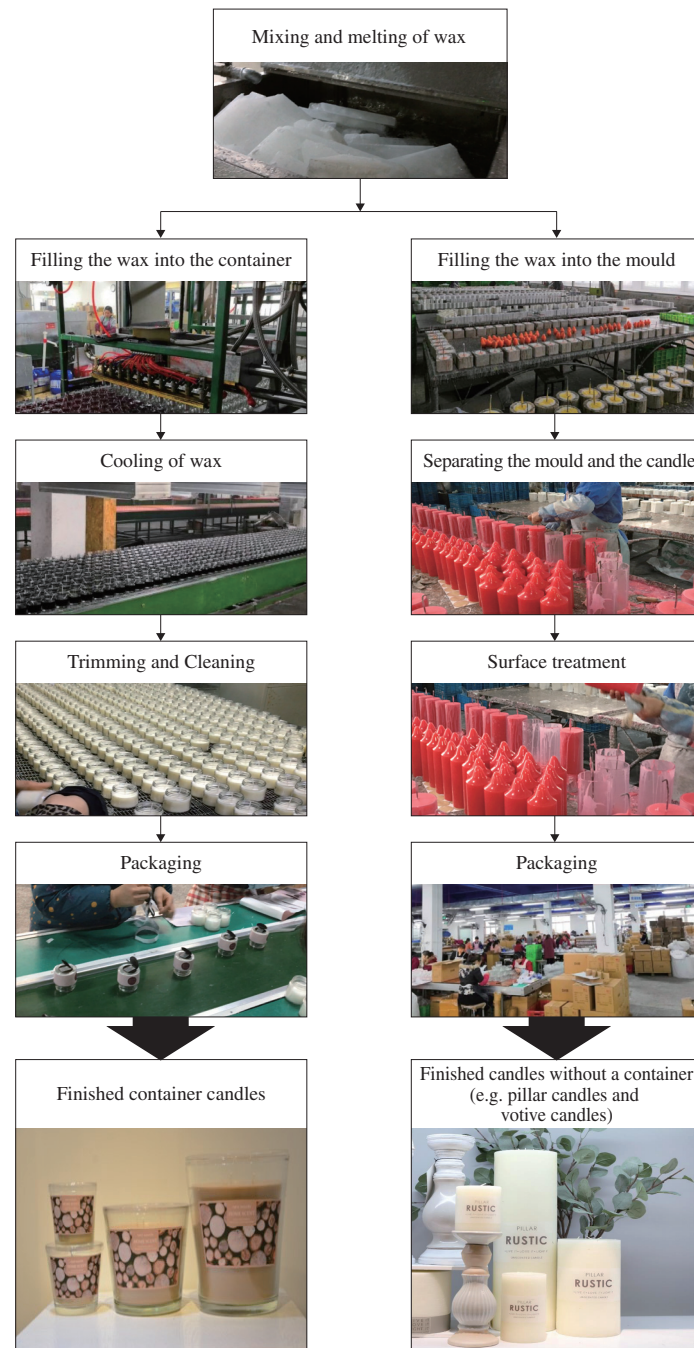 Mixing and melting of wax
Filling the wax into the container
Filling the wax into the mould
Cooling of wax
Separating the mould and the candle
Trimming and Cleaning
Surface treatment
Packaging
Packaging
Finished container candles
Finished candles without a container
(e.g. pillar candles and
votive candles)
PILLAR
RUSTIC
PILLAR
RUSTIC
PILLAR
RUSTIC
PILLAR
RUSTIC